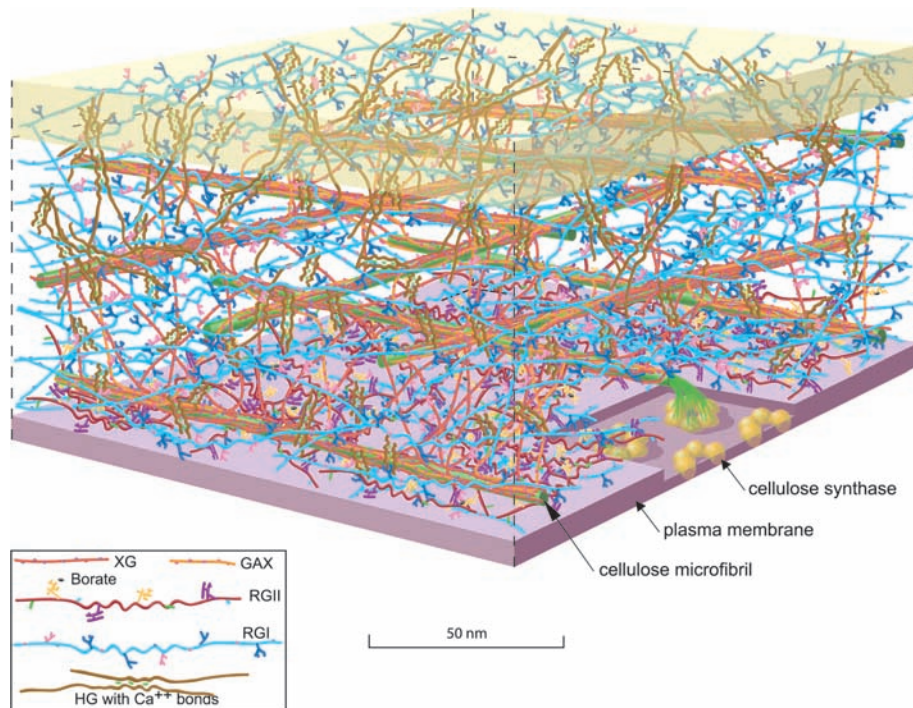 cellulose synthase
plasma membrane
cellulose microfibril
XG
GAX
Borate
RGII
RGI
HG with Ca++ bonds
50 nm